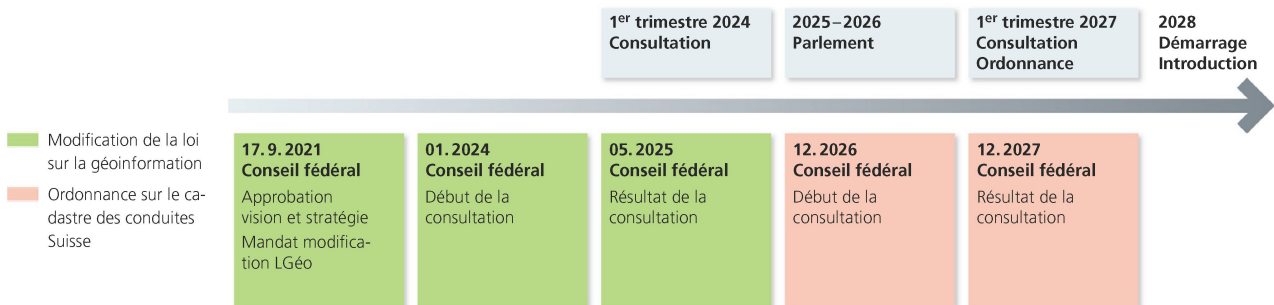 1er trimestre 2024
Consultation
2025–2026
Parlement
1er trimestre 2027
Consultation
Ordonnance
2028
Démarrage
Introduction
Modification de la loi
sur la géoinformation
Ordonnance sur le ca-
dastre des conduites
Suisse
17.9.2021
Conseil fédéral
Approbation
vision et stratégie
Mandat modifica-
tion LGéo
01.2024
Conseil fédéral
Début de la
consultation
05.2025
Conseil fédéral
Résultat de la
consultation
12.2026
Conseil fédéral
Début de la
consultation
12.2027
Conseil fédéral
Résultat de la
consultation